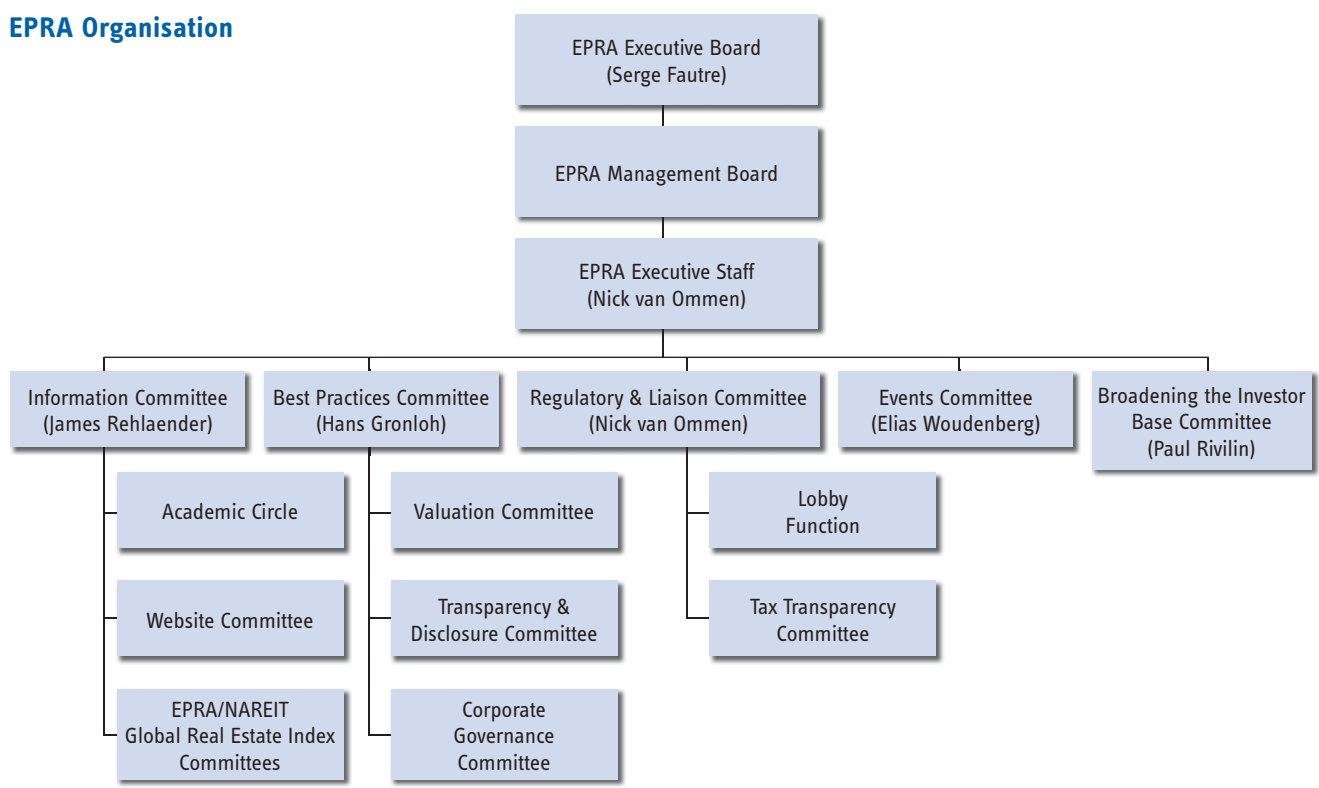 EPRA Organisation
EPRA Executive Board
(Serge Fautre)
EPRA Management Board
EPRA Executive Staff
(Nick van Ommen)
Information Committee
(James Rehlaender)
Best Practices Committee
(Hans Gronloh)
Regulatory & Liaison Committee
(Nick van Ommen)
Events Committee
(Elias Woudenberg)
Broadening the Investor
Base Committee
(Paul Rivilin)
Academic Circle
Valuation Committee
Lobby
Function
Website Committee
Transparency &
Disclosure Committee
Tax Transparency
Committee
EPRA/NAREIT
Global Real Estate Index
Committees
Corporate
Governance
Committee